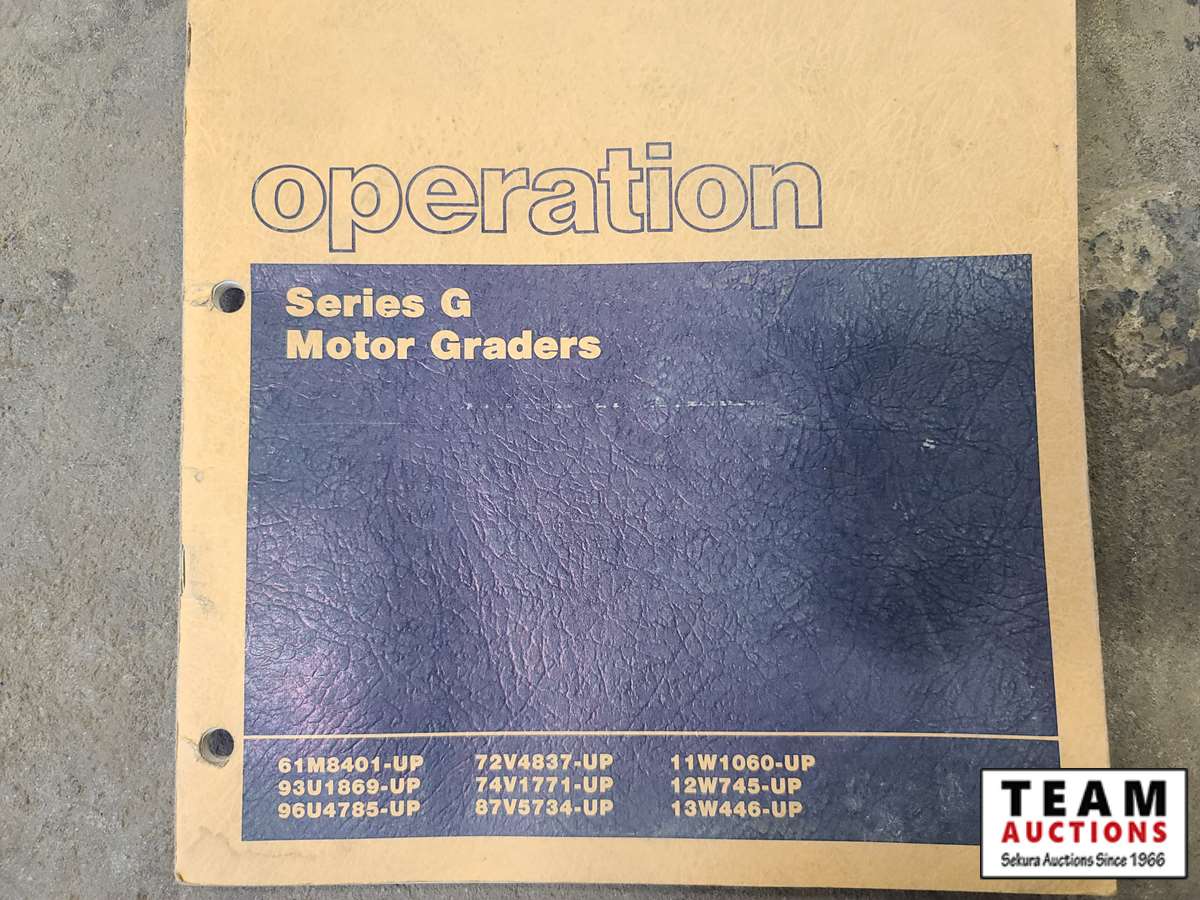 operation
Series G
Motor Graders
61M8401-UP 72V4837-UP 11W1060-UP
93U1869-UP 74V1771-UP 12W745-UP
96U4785-UP 87V5734-UP 13W446-UP
TEAM
AUCTIONS
Sekura Auctions Since 1966